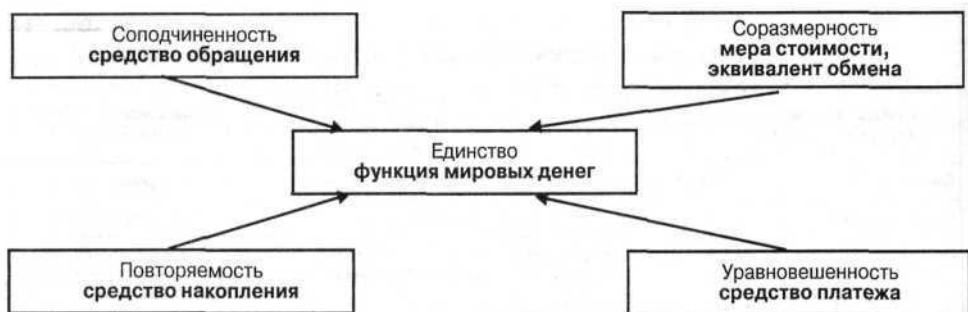 Соподчиненность
средство обращения
Соразмерность
мера стоимости,
эквивалент обмена
Единство
функция мировых денег
Повторяемость
средство накопления
Уравновешенность
средство платежа